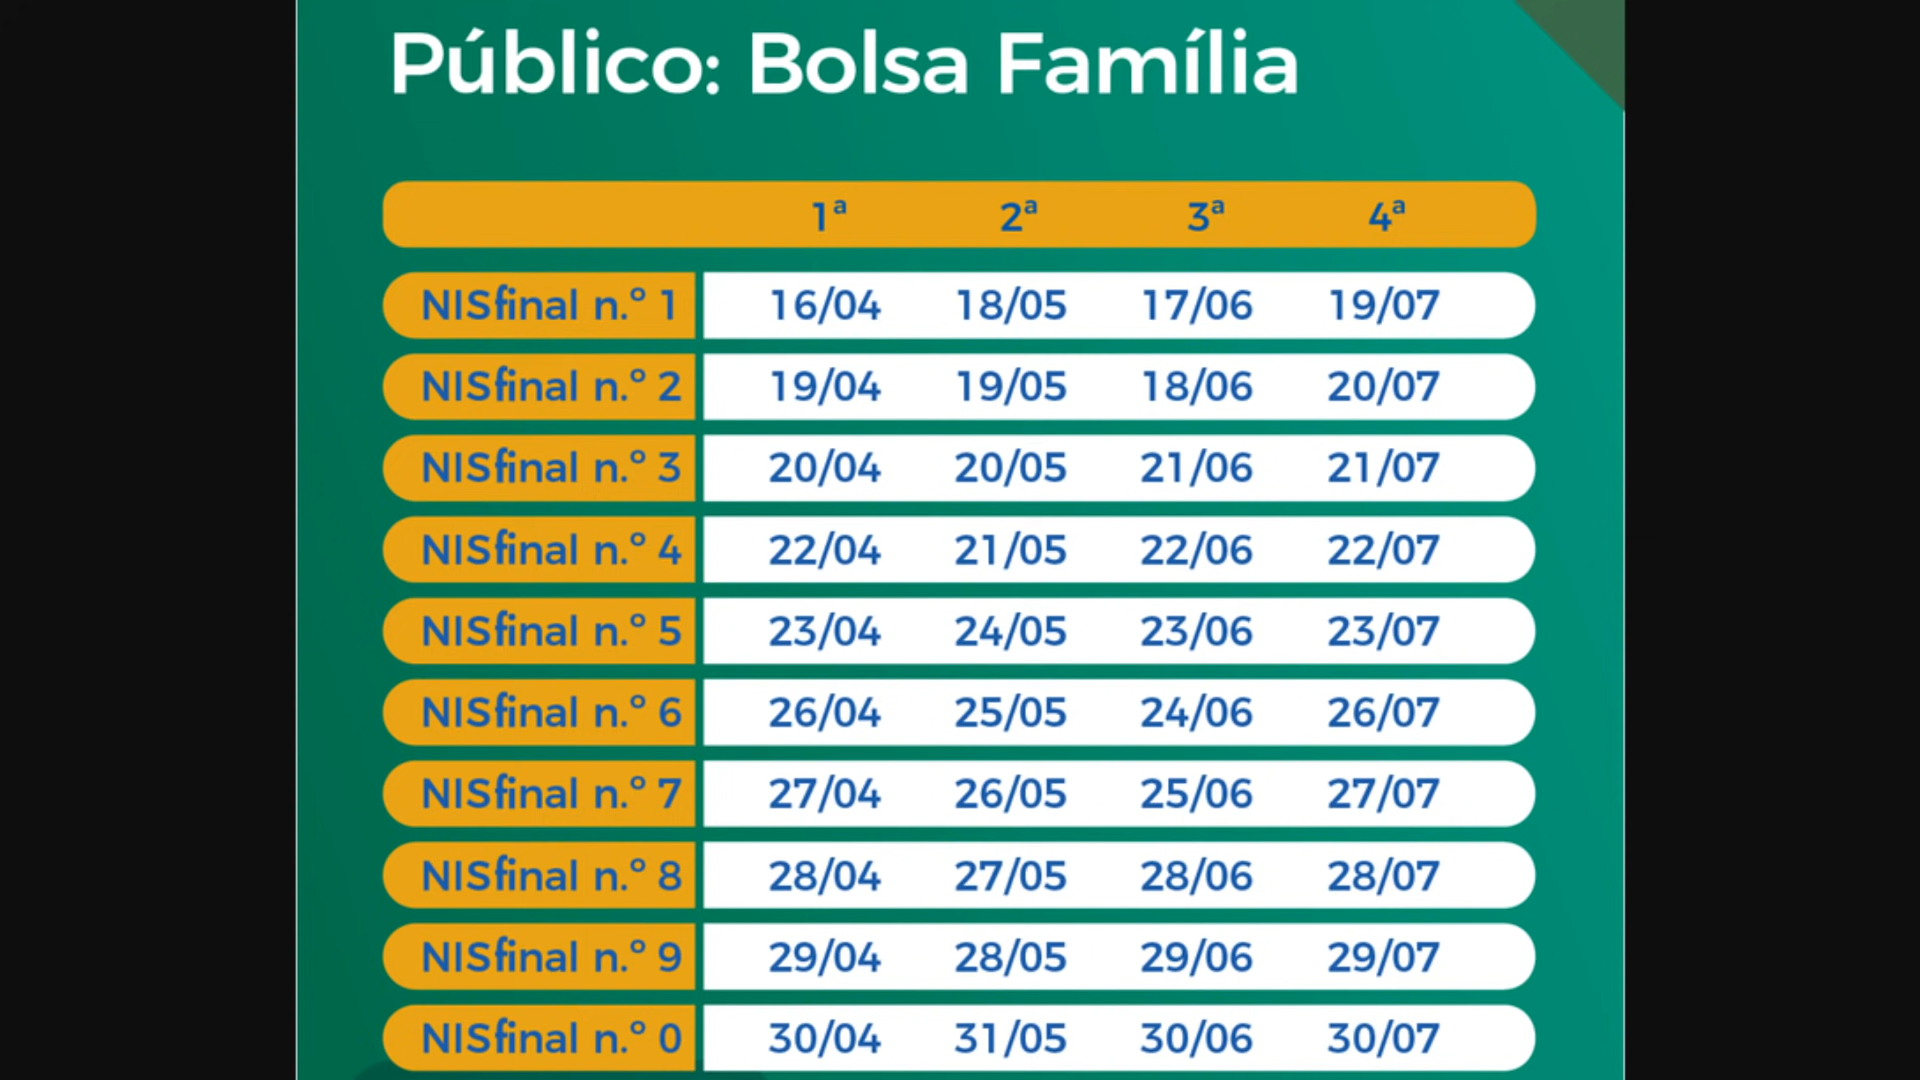 Público: Bolsa Família
1ª 2ª 3ª 4ª
NISfinal n.º 1 16/04 18/05 17/06 19/07
NISfinal n.º 2 19/04 19/05 18/06 20/07
NISfinal n.º 3 20/04 20/05 21/06 21/07
NISfinal n.º 4 22/04 21/05 22/06 22/07
NISfinal n.º 5 23/04 24/05 23/06 23/07
NISfinal n.º 6 26/04 25/05 24/06 26/07
NISfinal n.º 7 27/04 26/05 25/06 27/07
NISfinal n.º 8 28/04 27/05 28/06 28/07
NISfinal n.º 9 29/04 28/05 29/06 29/07
NISfinal n.º 0 30/04 31/05 30/06 30/07